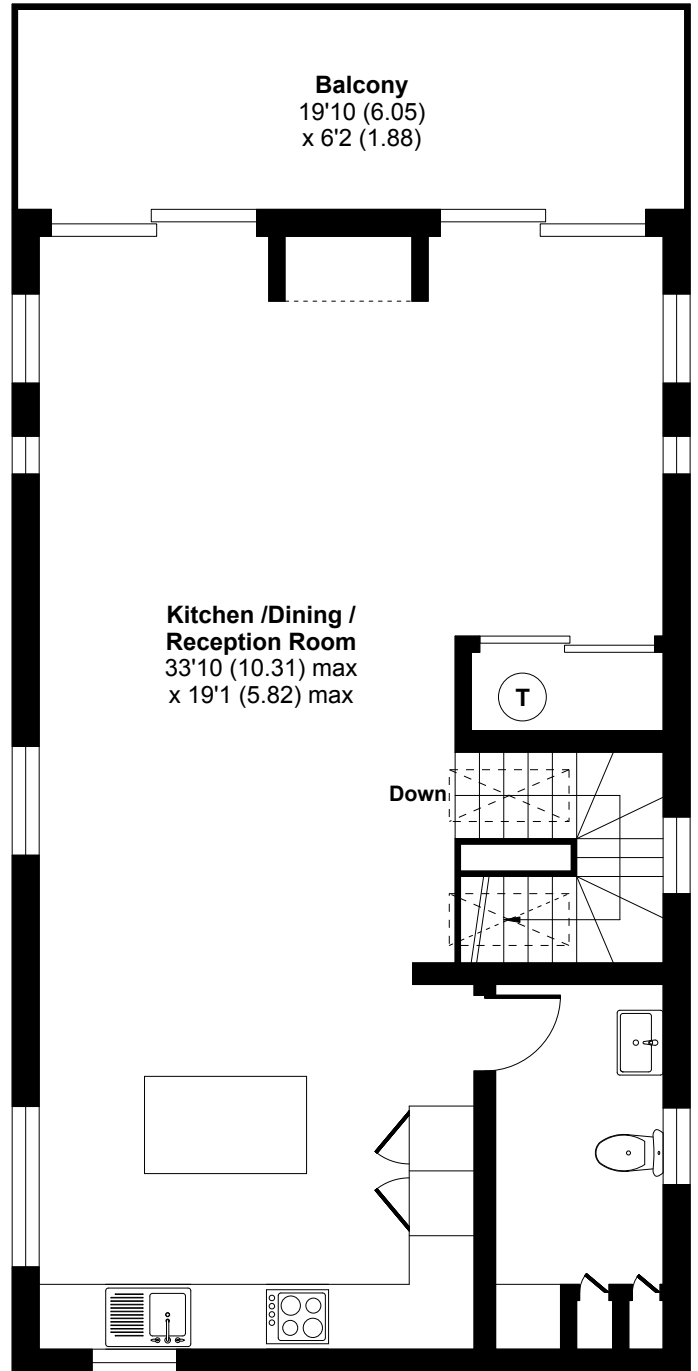 Balcony
19'10 (6.05)
x 6'2 (1.88)
Kitchen /Dining /
Reception Room
33'10 (10.31) max
x 19'1 (5.82) max
T
Down